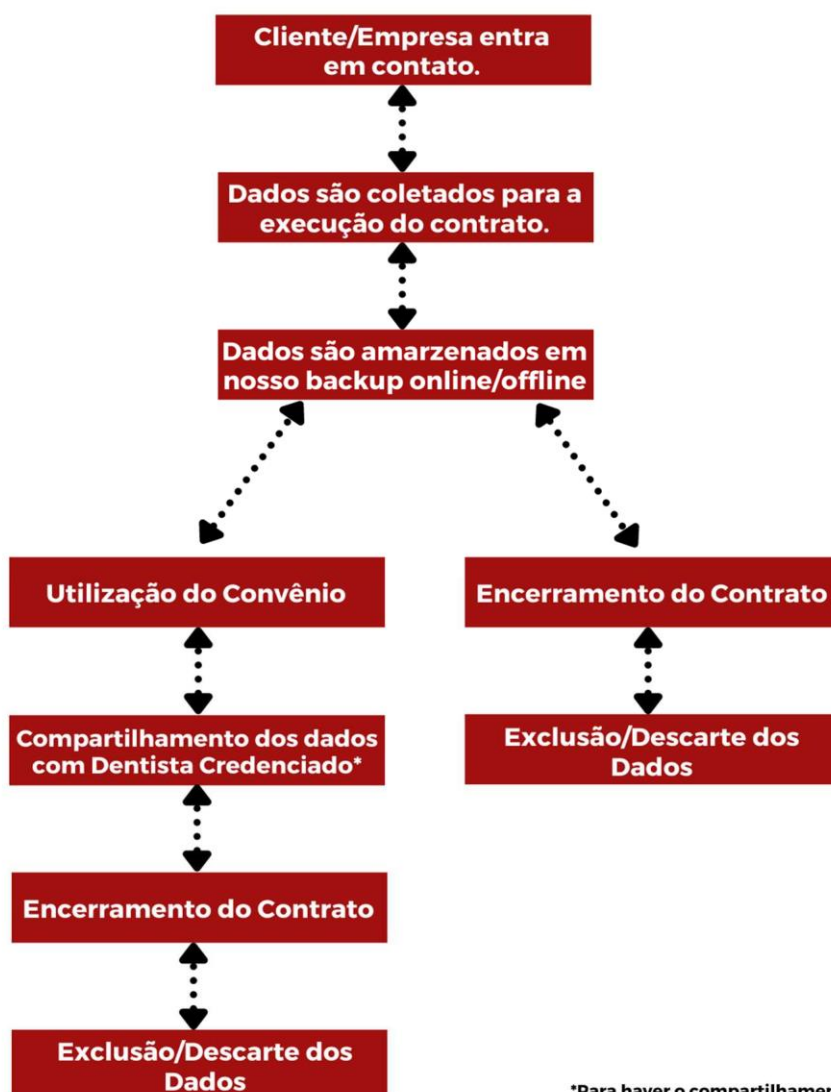 Cliente/Empresa entra
em contato.
Dados são coletados para a
execução do contrato.
Dados são amarzenados em
nosso backup online/offline
Utilização do Convênio
Encerramento do Contrato
Compartilhamento dos dados
com Dentista Credenciado*
Exclusão/Descarte dos
Dados
Encerramento do Contrato
Exclusão/Descarte dos
Dados
*Para haver o